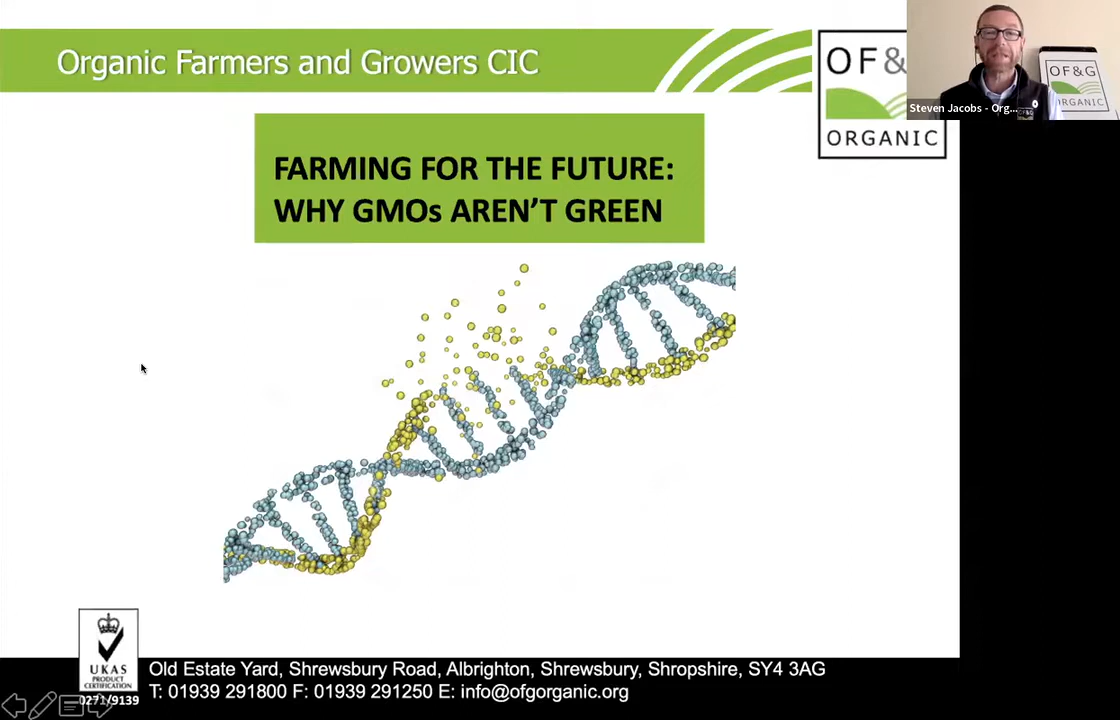 Organic Farmers and Growers CIC
OF&
ORGANIC
OF&G
ORGANIC
Steven Jacobs - Org...
FARMING FOR THE FUTURE:
WHY GMOs AREN'T GREEN
UKAS
PRODUCT
CERTIFICATION
0271/9139
Old Estate Yard, Shrewsbury Road, Albrighton, Shrewsbury, Shropshire, SY4 3AG
T: 01939 291800 F: 01939 291250 E: info@ofgorganic.org